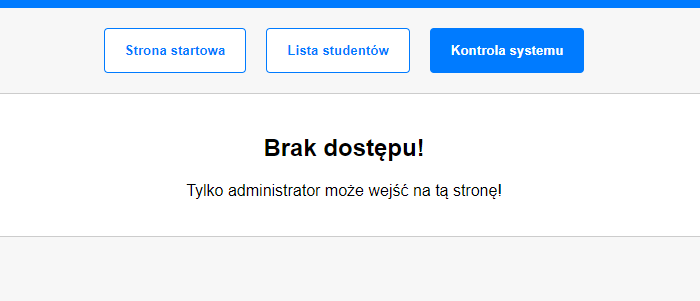 Strona startowa Lista studentów Kontrola systemu
Brak dostępu!
Tylko administrator może wejść na tą stronę!